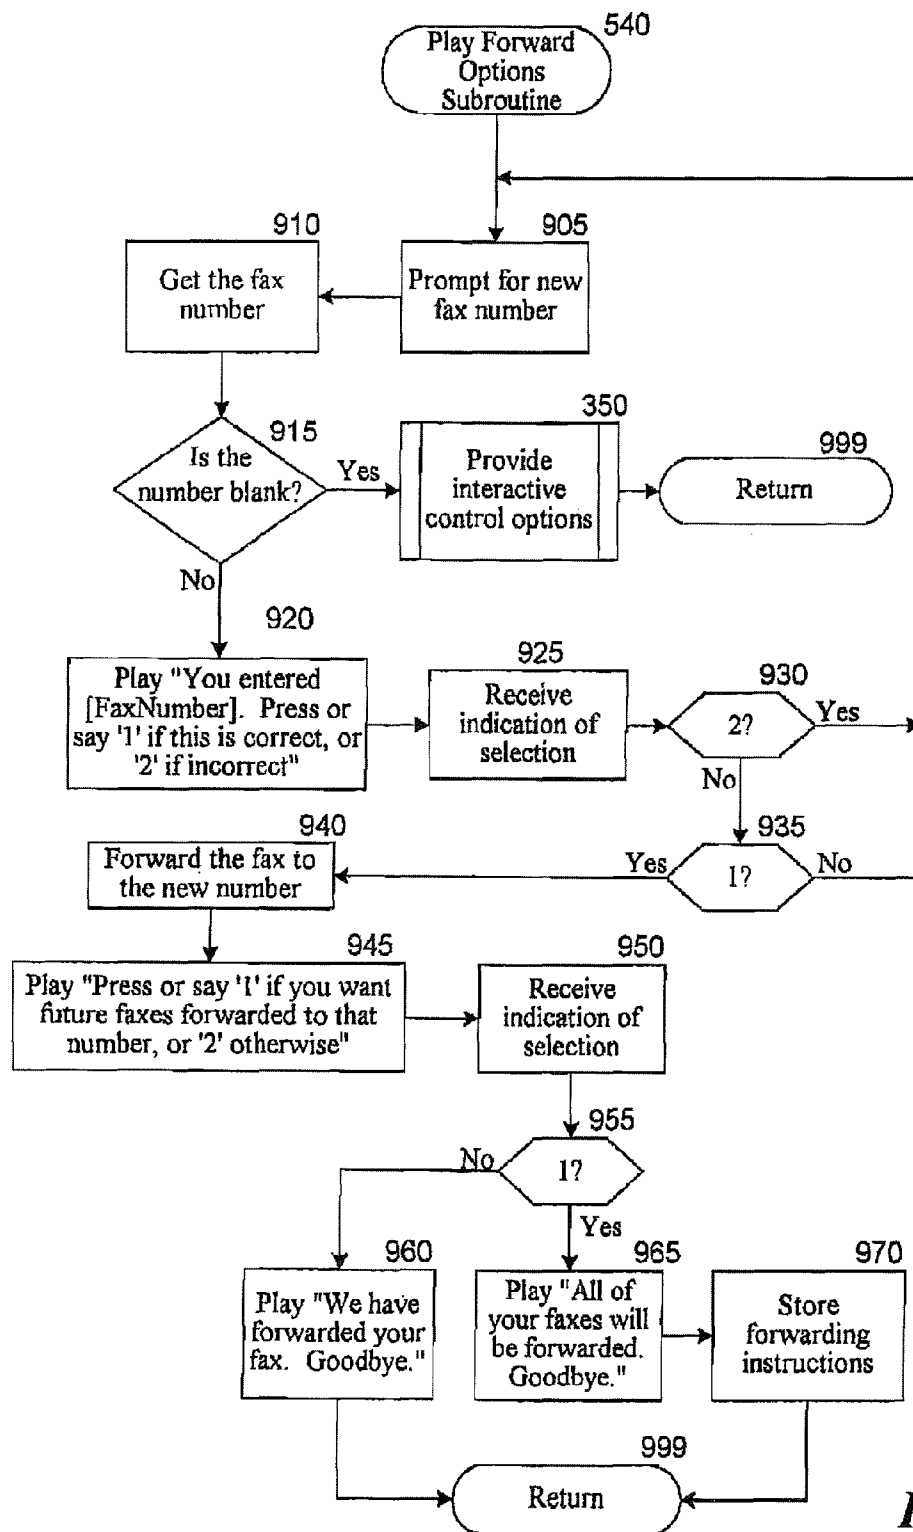 540
Play Forward
Options
Subroutine
910
905
Get the fax
number
Prompt for new
fax number
915
Is the
number blank?
Yes
No
350
Provide
interactive
control options
999
Return
920
Play "You entered
[FaxNumber]. Press or
say '1' if this is correct, or
'2' if incorrect"
925
Receive
indication of
selection
930
2?
Yes
No
935
1?
Yes
No
940
Forward the fax to
the new number
945
Play "Press or say '1' if you want
future faxes forwarded to that
number, or '2' otherwise"
950
Receive
indication of
selection
955
1?
No
Yes
960
Play "We have
forwarded your
fax. Goodbye."
965
Play "All of
your faxes will
be forwarded.
Goodbye."
970
Store
forwarding
instructions
999
Return